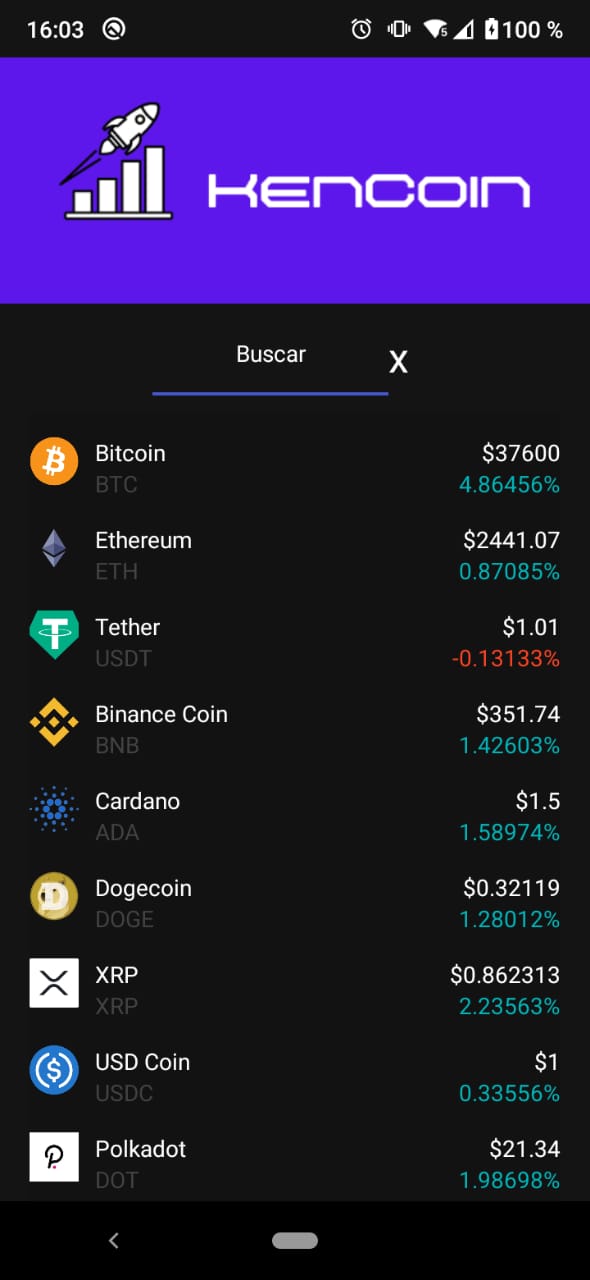 16:03
100 %
KENCOIN
Buscar X
Bitcoin $37600
BTC 4.86456%
Ethereum $2441.07
ETH 0.87085%
Tether $1.01
USDT -0.13133%
Binance Coin $351.74
BNB 1.42603%
Cardano $1.5
ADA 1.58974%
Dogecoin $0.32119
DOGE 1.28012%
XRP $0.862313
XRP 2.23563%
USD Coin $1
USDC 0.33556%
Polkadot $21.34
DOT 1.98698%